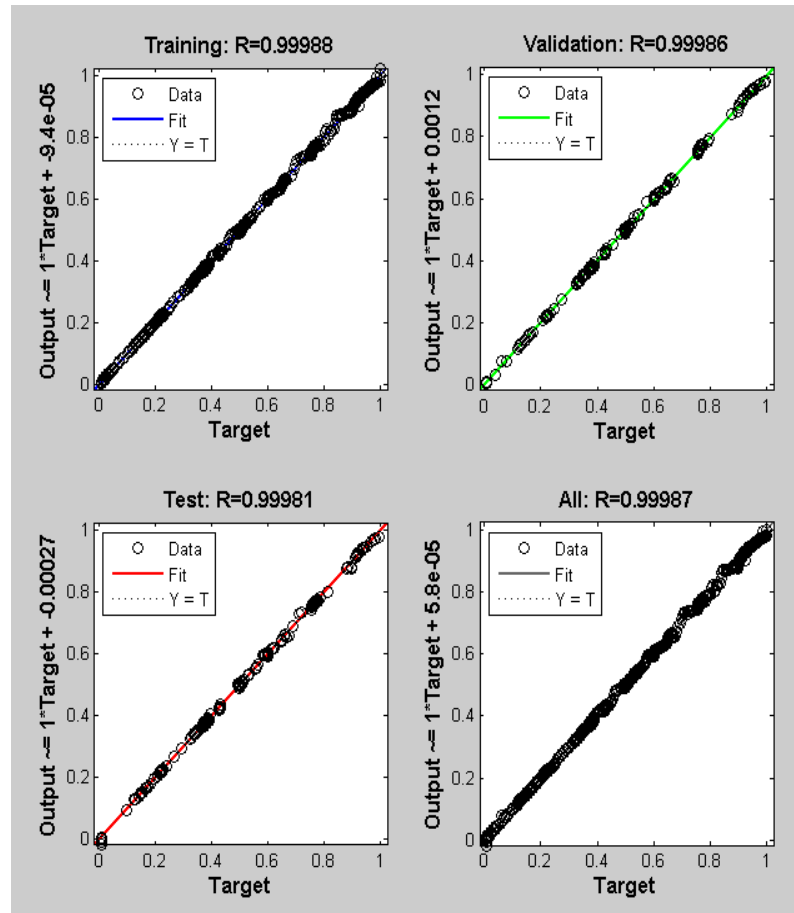 Training: R=0.99988
Output ~= 1*Target + -9.4e-05
1
0.8
0.6
0.4
0.2
0
Data
Fit
Y = T
0 0.2 0.4 0.6 0.8 1
Target
Validation: R=0.99986
Output ~= 1*Target + 0.0012
1
0.8
0.6
0.4
0.2
0
Data
Fit
Y = T
0 0.2 0.4 0.6 0.8 1
Target
Test: R=0.99981
Output ~= 1*Target + -0.00027
1
0.8
0.6
0.4
0.2
0
Data
Fit
Y = T
0 0.2 0.4 0.6 0.8 1
Target
All: R=0.99987
Output ~= 1*Target + 5.8e-05
1
0.8
0.6
0.4
0.2
0
Data
Fit
Y = T
0 0.2 0.4 0.6 0.8 1
Target